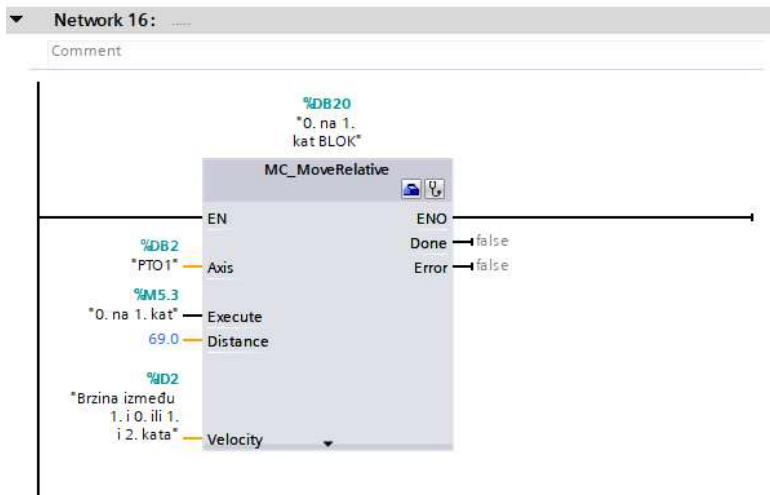 Network 16: .....
Comment
%DB20
"0. na 1.
kat BLOK"
MC_MoveRelative
EN
ENO
%DB2
"PTO1"
Axis
Done
false
Error
false
%M5.3
"0. na 1. kat"
Execute
69.0
Distance
%ID2
"Brzina između
1. i 0. ili 1.
i 2. kata"
Velocity